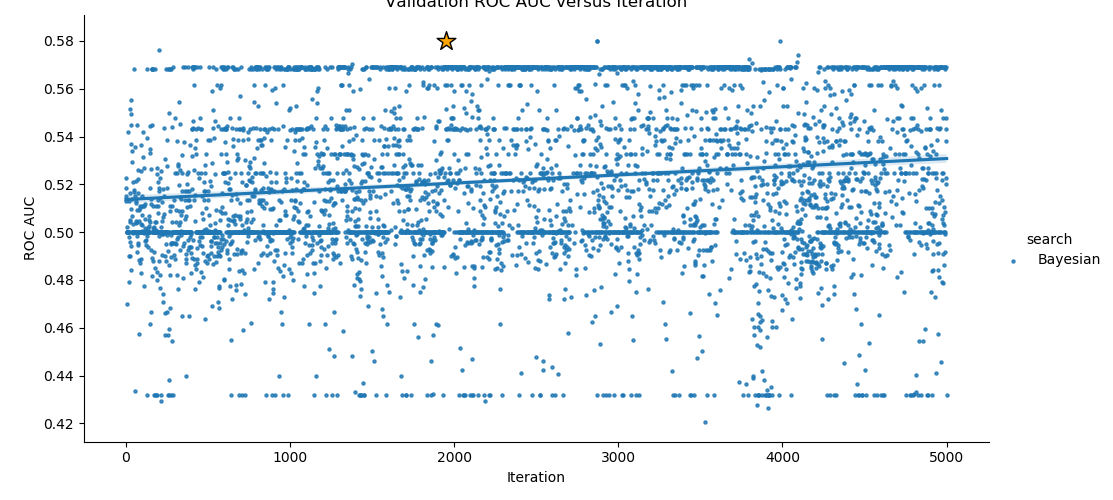 Validation ROC AUC versus Iteration
0.58
0.56
0.54
0.52
0.50
0.48
0.46
0.44
0.42
ROC AUC
0 1000 2000 3000 4000 5000
Iteration
search
Bayesian